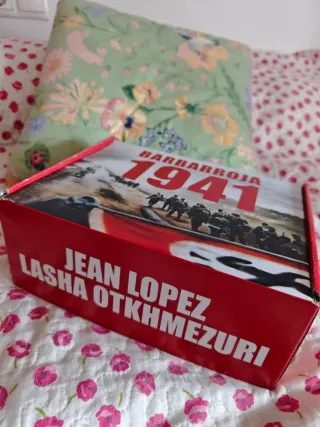 BARBARROJA
1941
JEAN LOPEZ
LASHA OTKHMEZURI